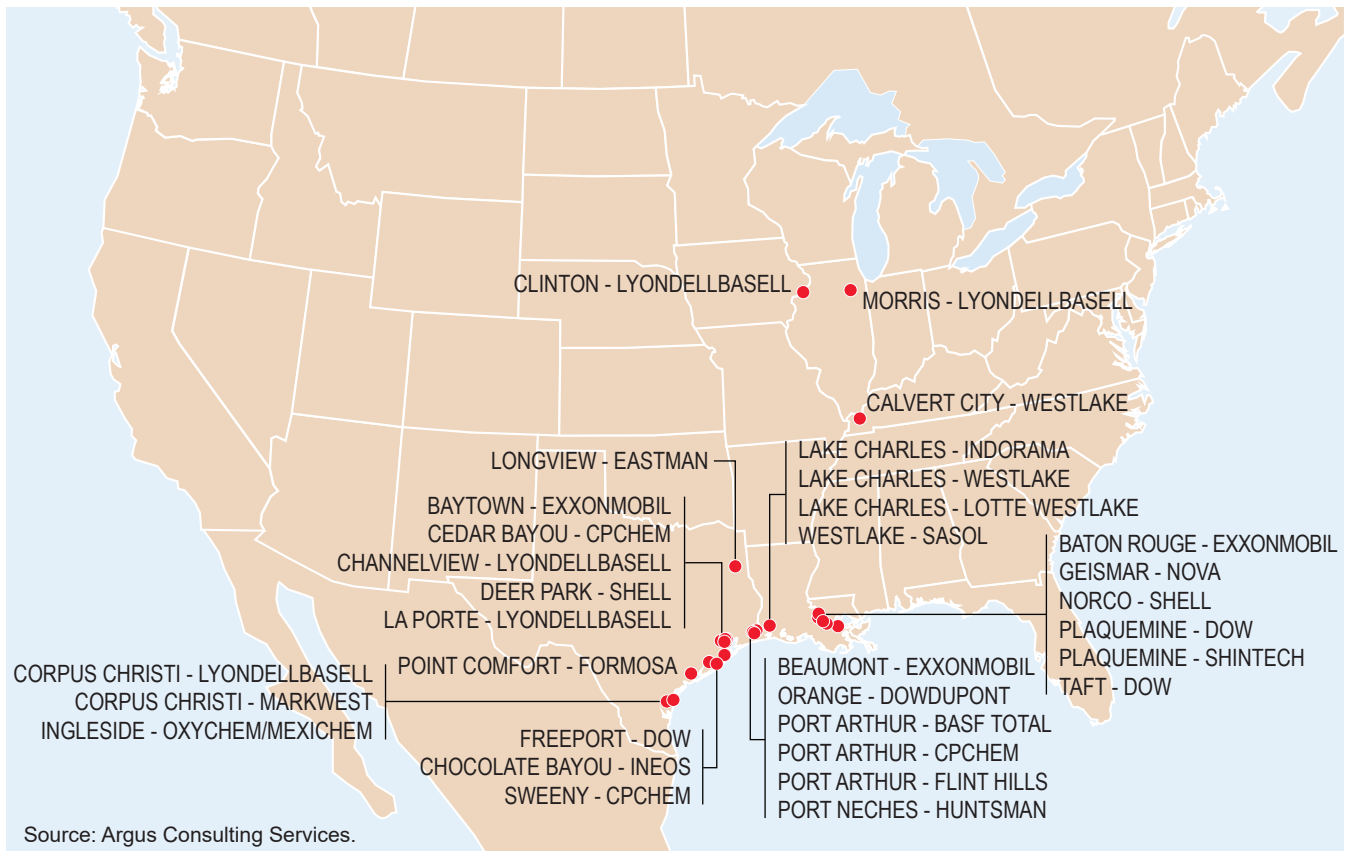 CLINTON - LYONDELLBASELL
MORRIS - LYONDELLBASELL
CALVERT CITY - WESTLAKE
LONGVIEW - EASTMAN
LAKE CHARLES - INDORAMA
LAKE CHARLES - WESTLAKE
LAKE CHARLES - LOTTE WESTLAKE
WESTLAKE - SASOL
BAYTOWN - EXXONMOBIL
CEDAR BAYOU - CPCHEM
CHANNELVIEW - LYONDELLBASELL
DEER PARK - SHELL
LA PORTE - LYONDELLBASELL
BATON ROUGE - EXXONMOBIL
GEISMAR - NOVA
NORCO - SHELL
PLAQUEMINE - DOW
PLAQUEMINE - SHINTECH
TAFT - DOW
POINT COMFORT - FORMOSA
CORPUS CHRISTI - LYONDELLBASELL
CORPUS CHRISTI - MARKWEST
INGLESIDE - OXYCHEM/MEXICHEM
BEAUMONT - EXXONMOBIL
ORANGE - DOWDUPONT
PORT ARTHUR - BASF TOTAL
PORT ARTHUR - CPCHEM
PORT ARTHUR - FLINT HILLS
PORT NECHES - HUNTSMAN
FREEPORT - DOW
CHOCOLATE BAYOU - INEOS
SWEENY - CPCHEM
Source: Argus Consulting Services.